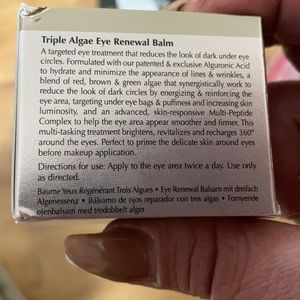 Triple Algae Eye Renewal Balm
A targeted eye treatment that reduces the look of dark under eye
circles. Formulated with our patented & exclusive Alguronic Acid
to hydrate and minimize the appearance of lines & wrinkles, a
blend of red, brown & green algae that synergistically work to
reduce the look of dark circles by energizing & reinforcing the
eye area, targeting under eye bags & puffiness and increasing skin
luminosity, and an advanced, skin-responsive Multi-Peptide
Complex to help the eye area appear smoother and firmer. This
multi-tasking treatment brightens, revitalizes and recharges 360°
around the eyes. Perfect to prime the delicate skin around eyes
before makeup application.
Directions for use: Apply to the eye area twice a day. Use only
as directed.
Baume Yeux Régénérant Trois Algues • Eye Renewal Balsam mit dreifach
Algenessenz • Bálsamo de ojos reparador con tres algas • Fornyende
øjenbalsam med tredobbelt alger